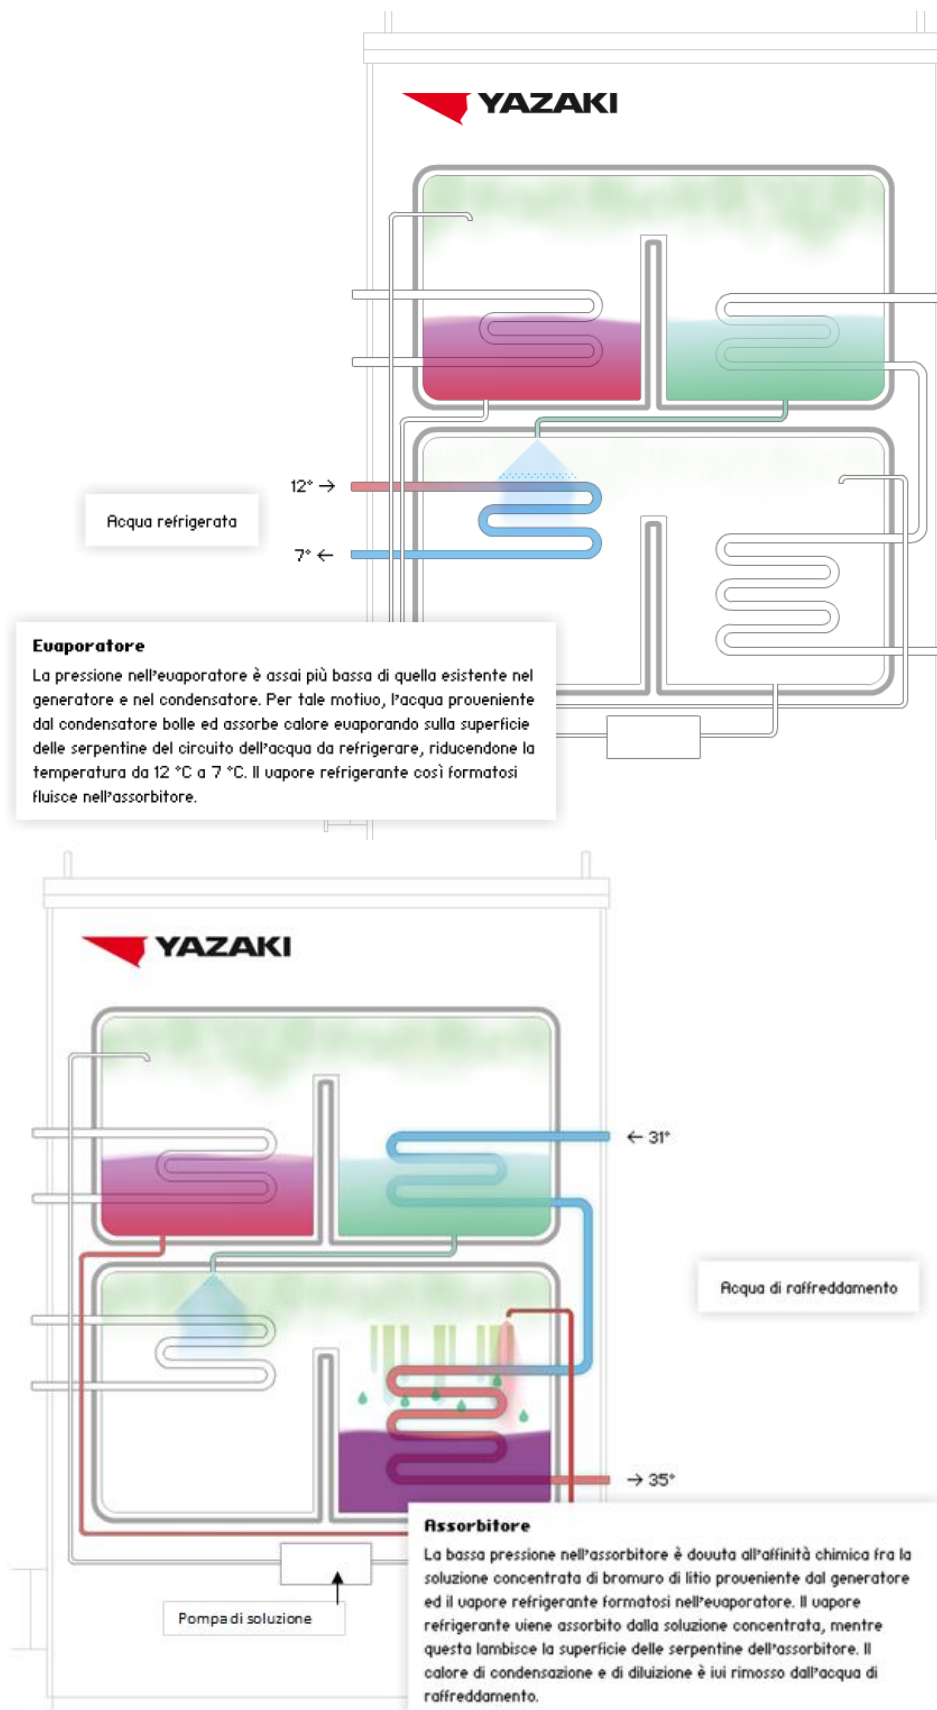 YAZAKI
12° →
Acqua refrigerata
7° ←
Evaporatore
La pressione nell'evaporatore è assai più bassa di quella esistente nel
generatore e nel condensatore. Per tale motivo, l'acqua proveniente
dal condensatore bolle ed assorbe calore evaporando sulla superficie
delle serpentine del circuito dell'acqua da refrigerare, riducendone la
temperatura da 12 °C a 7 °C. Il vapore refrigerante così formatosi
fluisce nell'assorbitore.
YAZAKI
← 31°
Acqua di raffreddamento
→ 35°
Assorbitore
La bassa pressione nell'assorbitore è dovuta all'affinità chimica fra la
soluzione concentrata di bromuro di litio proveniente dal generatore
ed il vapore refrigerante formatosi nell'evaporatore. Il vapore
refrigerante viene assorbito dalla soluzione concentrata, mentre
questa lambisce la superficie delle serpentine dell'assorbitore. Il
calore di condensazione e di diluizione è ivi rimosso dall'acqua di
raffreddamento.
Pompa di soluzione